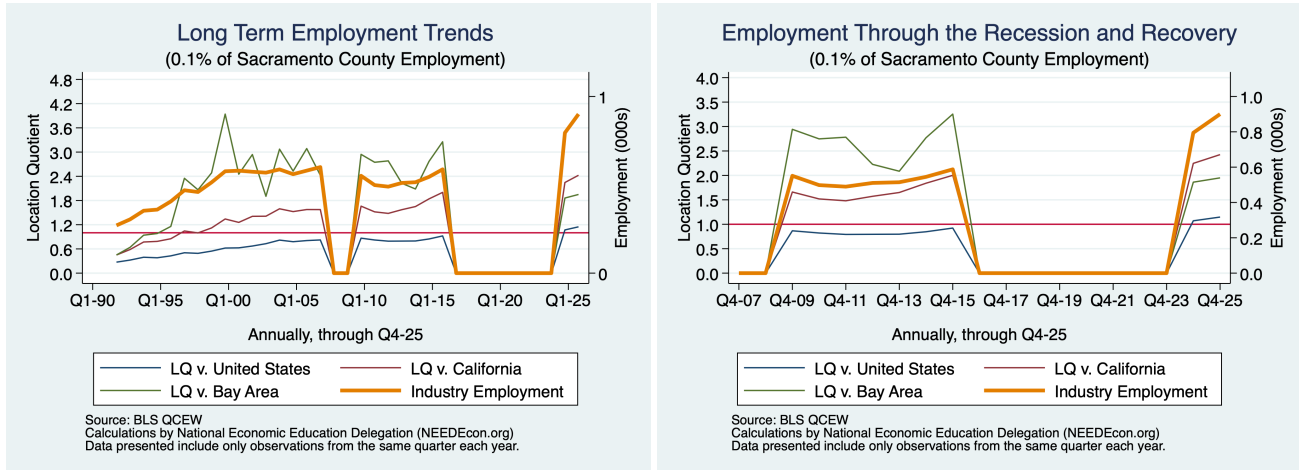 Long Term Employment Trends
(0.1% of Sacramento County Employment)
Location Quotient
4.8
4.2
3.6
3.0
2.4
1.8
1.2
0.6
0.0
1
0
Employment (000s)
Q1-90 Q1-95 Q1-00 Q1-05 Q1-10 Q1-15 Q1-20 Q1-25
Annually, through Q4-25
LQ v. United States LQ v. California
LQ v. Bay Area Industry Employment
Source: BLS QCEW
Calculations by National Economic Education Delegation (NEEDEcon.org)
Data presented include only observations from the same quarter each year.
Employment Through the Recession and Recovery
(0.1% of Sacramento County Employment)
Location Quotient
4.0
3.5
3.0
2.5
2.0
1.5
1.0
0.5
0.0
1.0
0.8
0.6
0.4
0.2
0.0
Employment (000s)
Q4-07 Q4-09 Q4-11 Q4-13 Q4-15 Q4-17 Q4-19 Q4-21 Q4-23 Q4-25
Annually, through Q4-25
LQ v. United States LQ v. California
LQ v. Bay Area Industry Employment
Source: BLS QCEW
Calculations by National Economic Education Delegation (NEEDEcon.org)
Data presented include only observations from the same quarter each year.